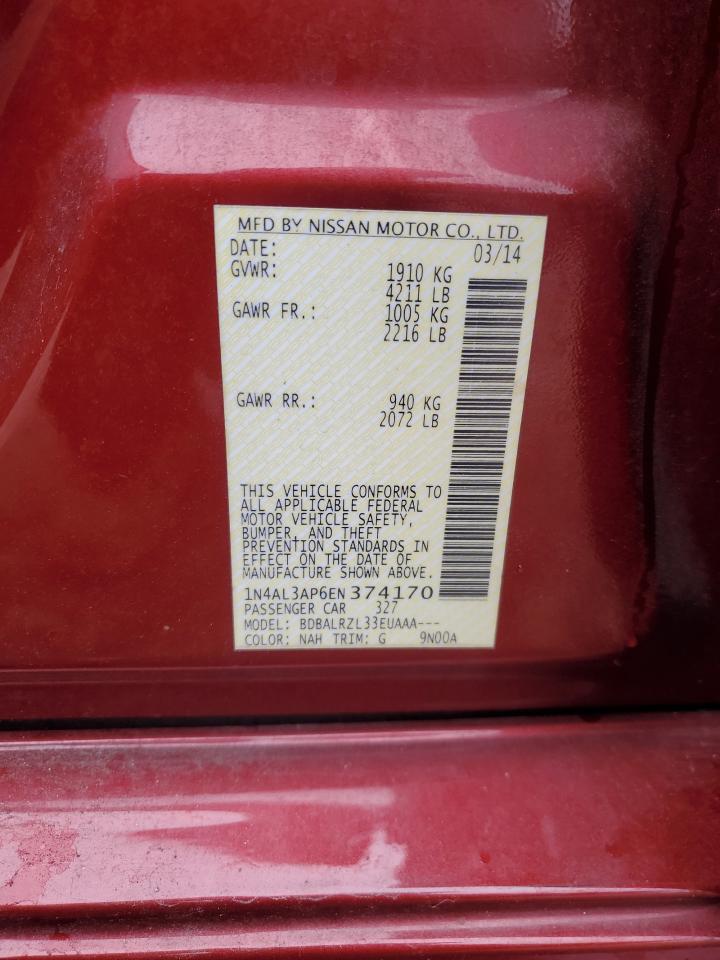 MFD BY NISSAN MOTOR CO., LTD.
DATE: 03/14
GVWR: 1910 KG
4211 LB
GAWR FR.: 1005 KG
2216 LB
GAWR RR.: 940 KG
2072 LB
THIS VEHICLE CONFORMS TO
ALL APPLICABLE FEDERAL
MOTOR VEHICLE SAFETY,
BUMPER, AND THEFT
PREVENTION STANDARDS IN
EFFECT ON THE DATE OF
MANUFACTURE SHOWN ABOVE.
1N4AL3AP6EN374170
PASSENGER CAR 327
MODEL: BDBALRZL33EUAAA---
COLOR: NAH TRIM: G 9N00A